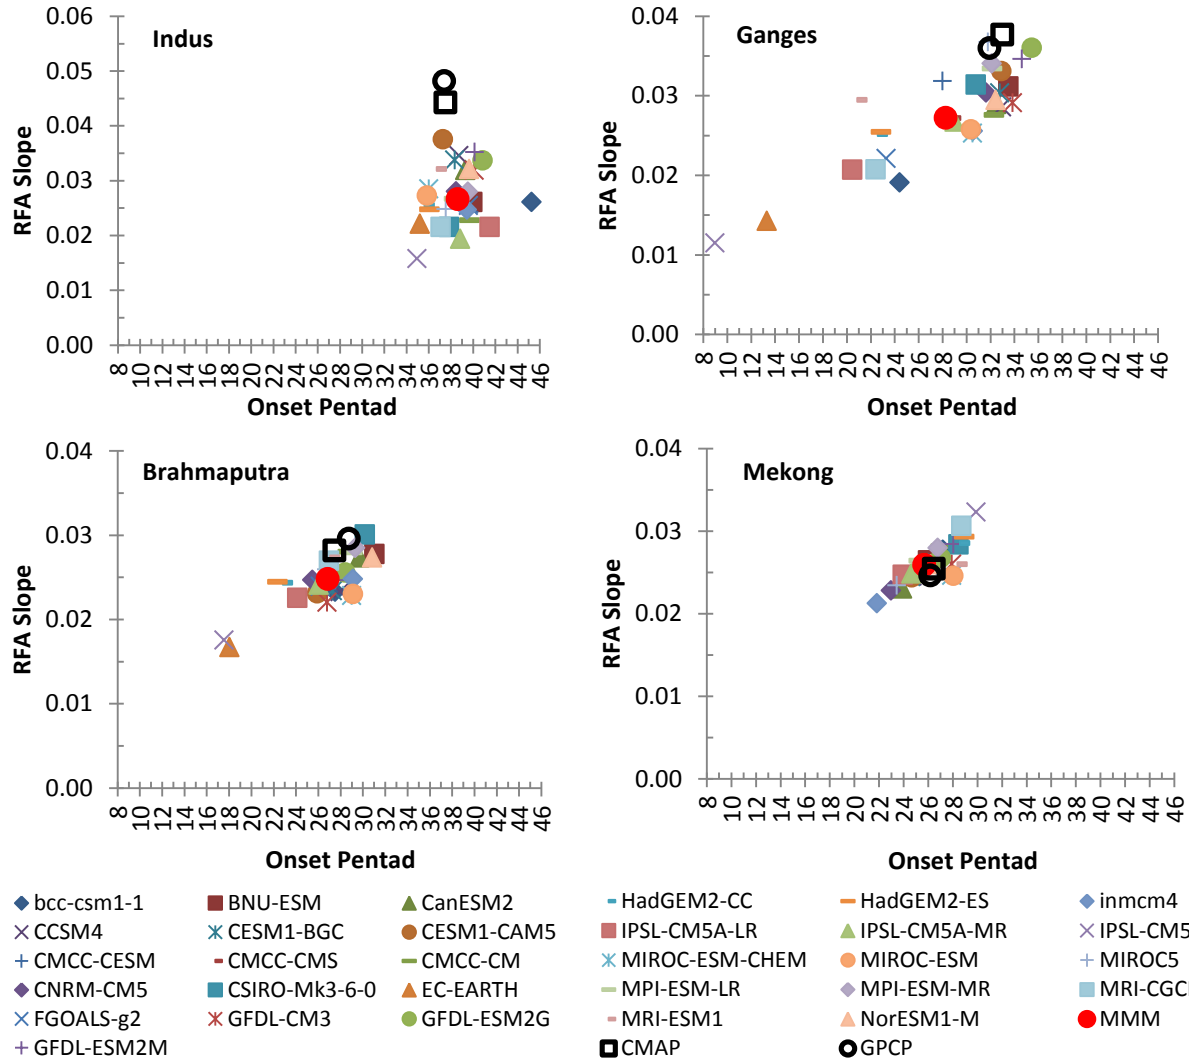 Indus
RFA Slope
0.06
0.05
0.04
0.03
0.02
0.01
0.00
8 10 12 14 16 18 20 22 24 26 28 30 32 34 36 38 40 42 44 46
Onset Pentad
Ganges
RFA Slope
0.04
0.03
0.02
0.01
0.00
8 10 12 14 16 18 20 22 24 26 28 30 32 34 36 38 40 42 44 46
Onset Pentad
Brahmaputra
RFA Slope
0.04
0.03
0.02
0.01
0.00
8 10 12 14 16 18 20 22 24 26 28 30 32 34 36 38 40 42 44 46
Onset Pentad
Mekong
RFA Slope
0.04
0.03
0.02
0.01
0.00
8 10 12 14 16 18 20 22 24 26 28 30 32 34 36 38 40 42 44 46
Onset Pentad
bcc-csm1-1 BNU-ESM CanESM2
CCSM4 CESM1-BGC CESM1-CAM5
CMCC-CESM CMCC-CMS CMCC-CM
CNRM-CM5 CSIRO-Mk3-6-0 EC-EARTH
FGOALS-g2 GFDL-CM3 GFDL-ESM2G
GFDL-ESM2M
HadGEM2-CC HadGEM2-ES inmcm4
IPSL-CM5A-LR IPSL-CM5A-MR IPSL-CM5
MIROC-ESM-CHEM MIROC-ESM MIROC5
MPI-ESM-LR MPI-ESM-MR MRI-CGC
MRI-ESM1 NorESM1-M MMM
CMAP GPCP